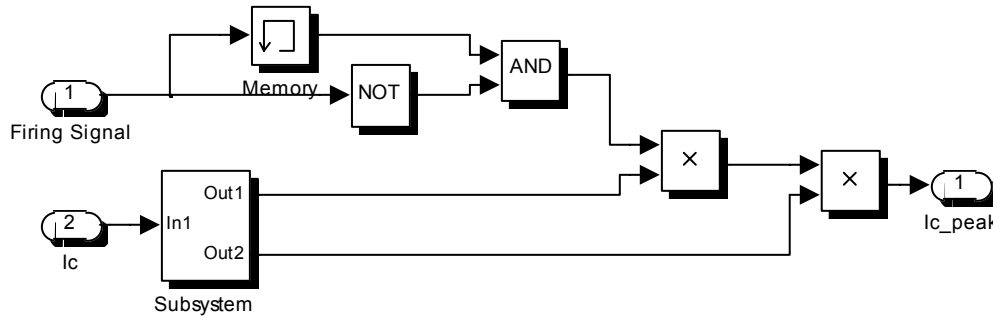 Memory
1
Firing Signal
NOT
AND
×
×
1
Ic_peak
2
Ic
In1
Out1
Out2
Subsystem